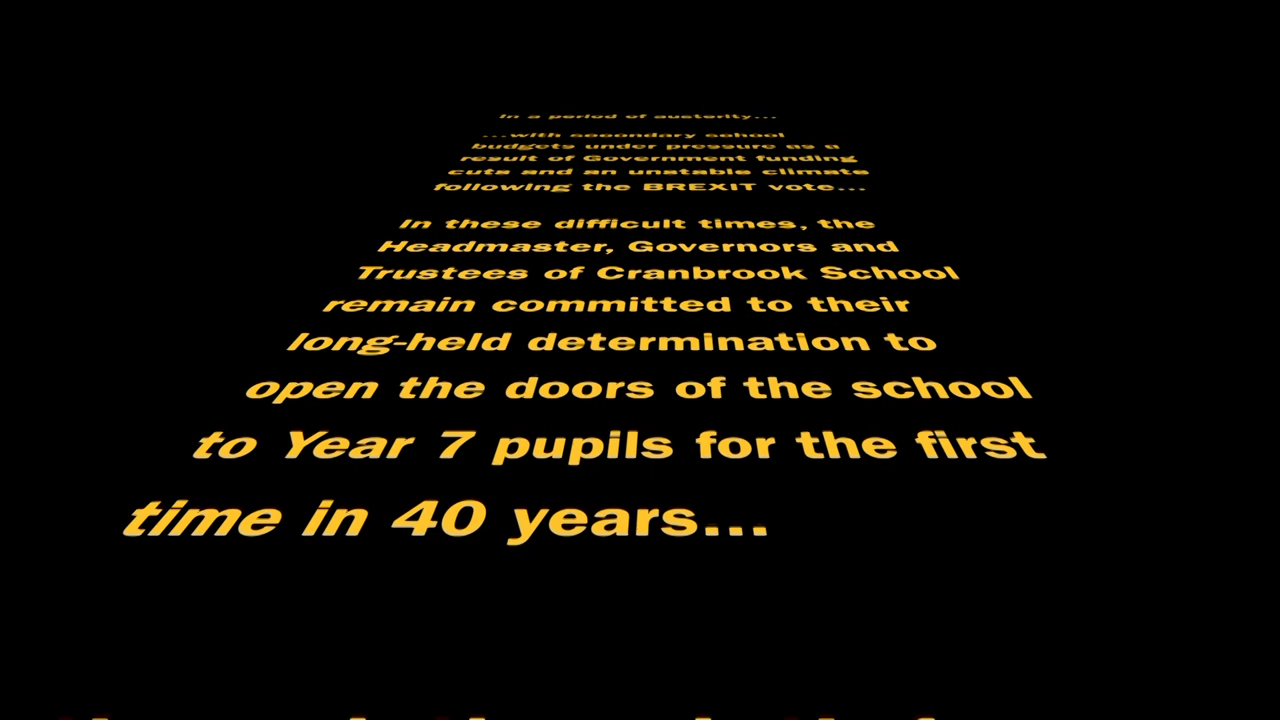 In a period of austerity...
...with secondary school
budgets under pressure as a
result of Government funding
cuts and an unstable climate
following the BREXIT vote...
In these difficult times, the
Headmaster, Governors and
Trustees of Cranbrook School
remain committed to their
long-held determination to
open the doors of the school
to Year 7 pupils for the first
time in 40 years...